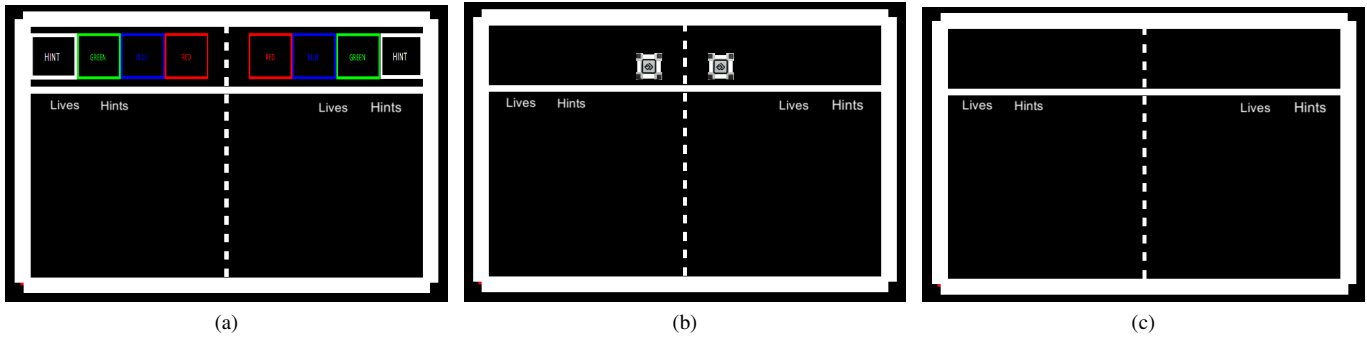 HINT GREEN BLUE RED RED BLUE GREEN HINT
Lives Hints Lives Hints
Lives Hints Lives Hints
Lives Hints Lives Hints
(a) (b) (c)